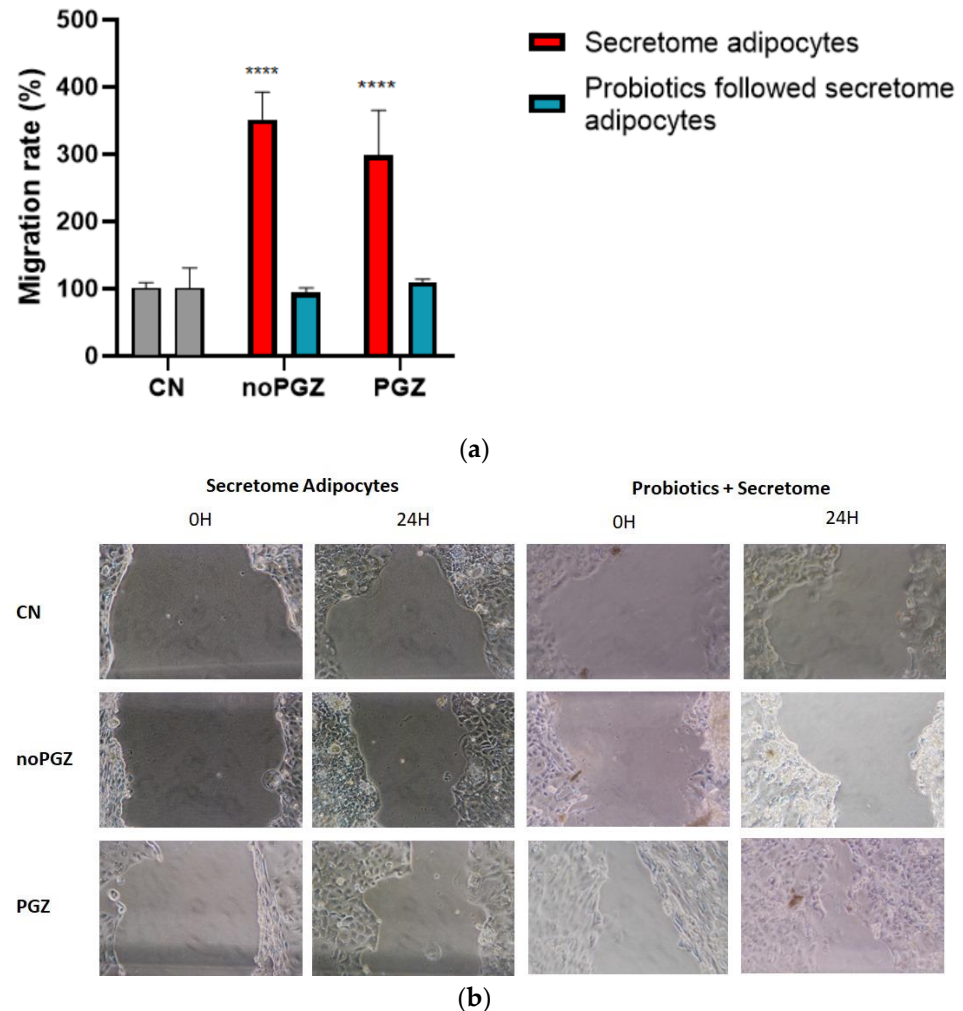 500
400
300
200
100
0
Migration rate (%)
****
****
CN
noPGZ
PGZ
Secretome adipocytes
Probiotics followed secretome
adipocytes
(a)
Secretome Adipocytes
Probiotics + Secretome
0H
24H
0H
24H
CN
noPGZ
PGZ
(b)